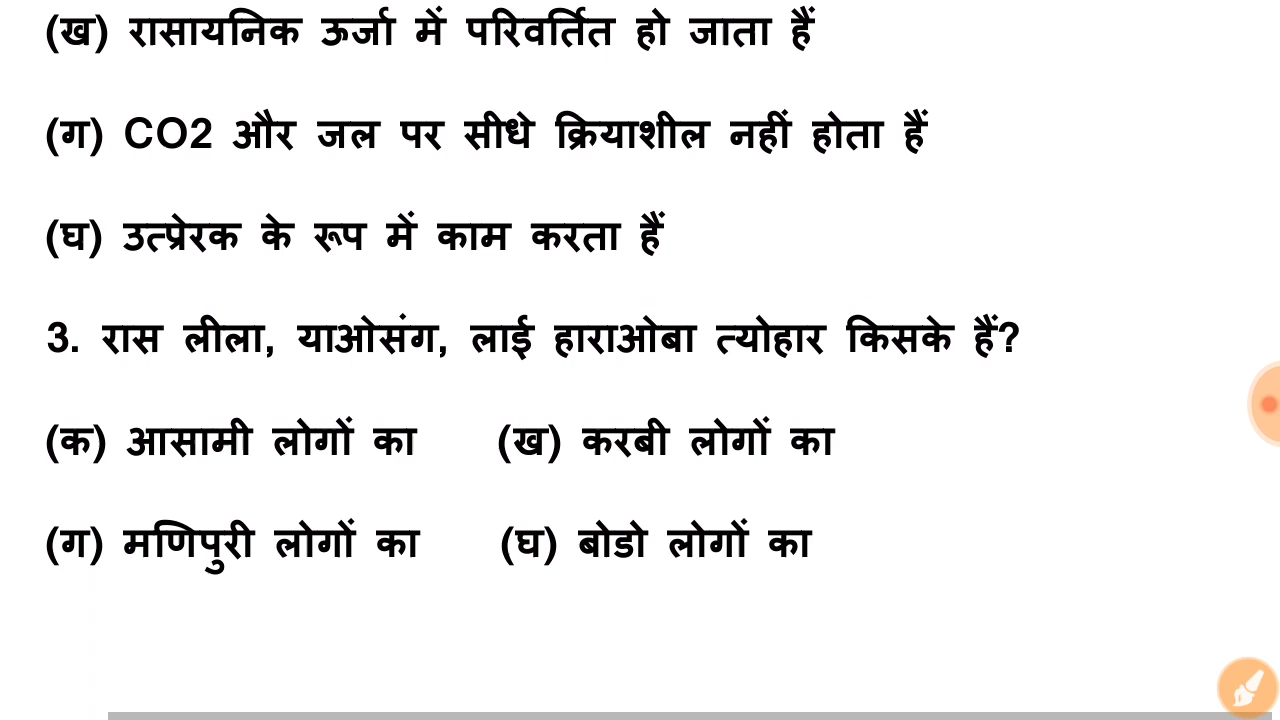 (ख) रासायनिक ऊर्जा में परिवर्तित हो जाता हैं
(ग) CO2 और जल पर सीधे क्रियाशील नहीं होता हैं
(घ) उत्प्रेरक के रूप में काम करता हैं
3. रास लीला, याओसंग, लाई हाराओबा त्योहार किसके हैं?
(क) आसामी लोगों का (ख) करबी लोगों का
(ग) मणिपुरी लोगों का (घ) बोडो लोगों का